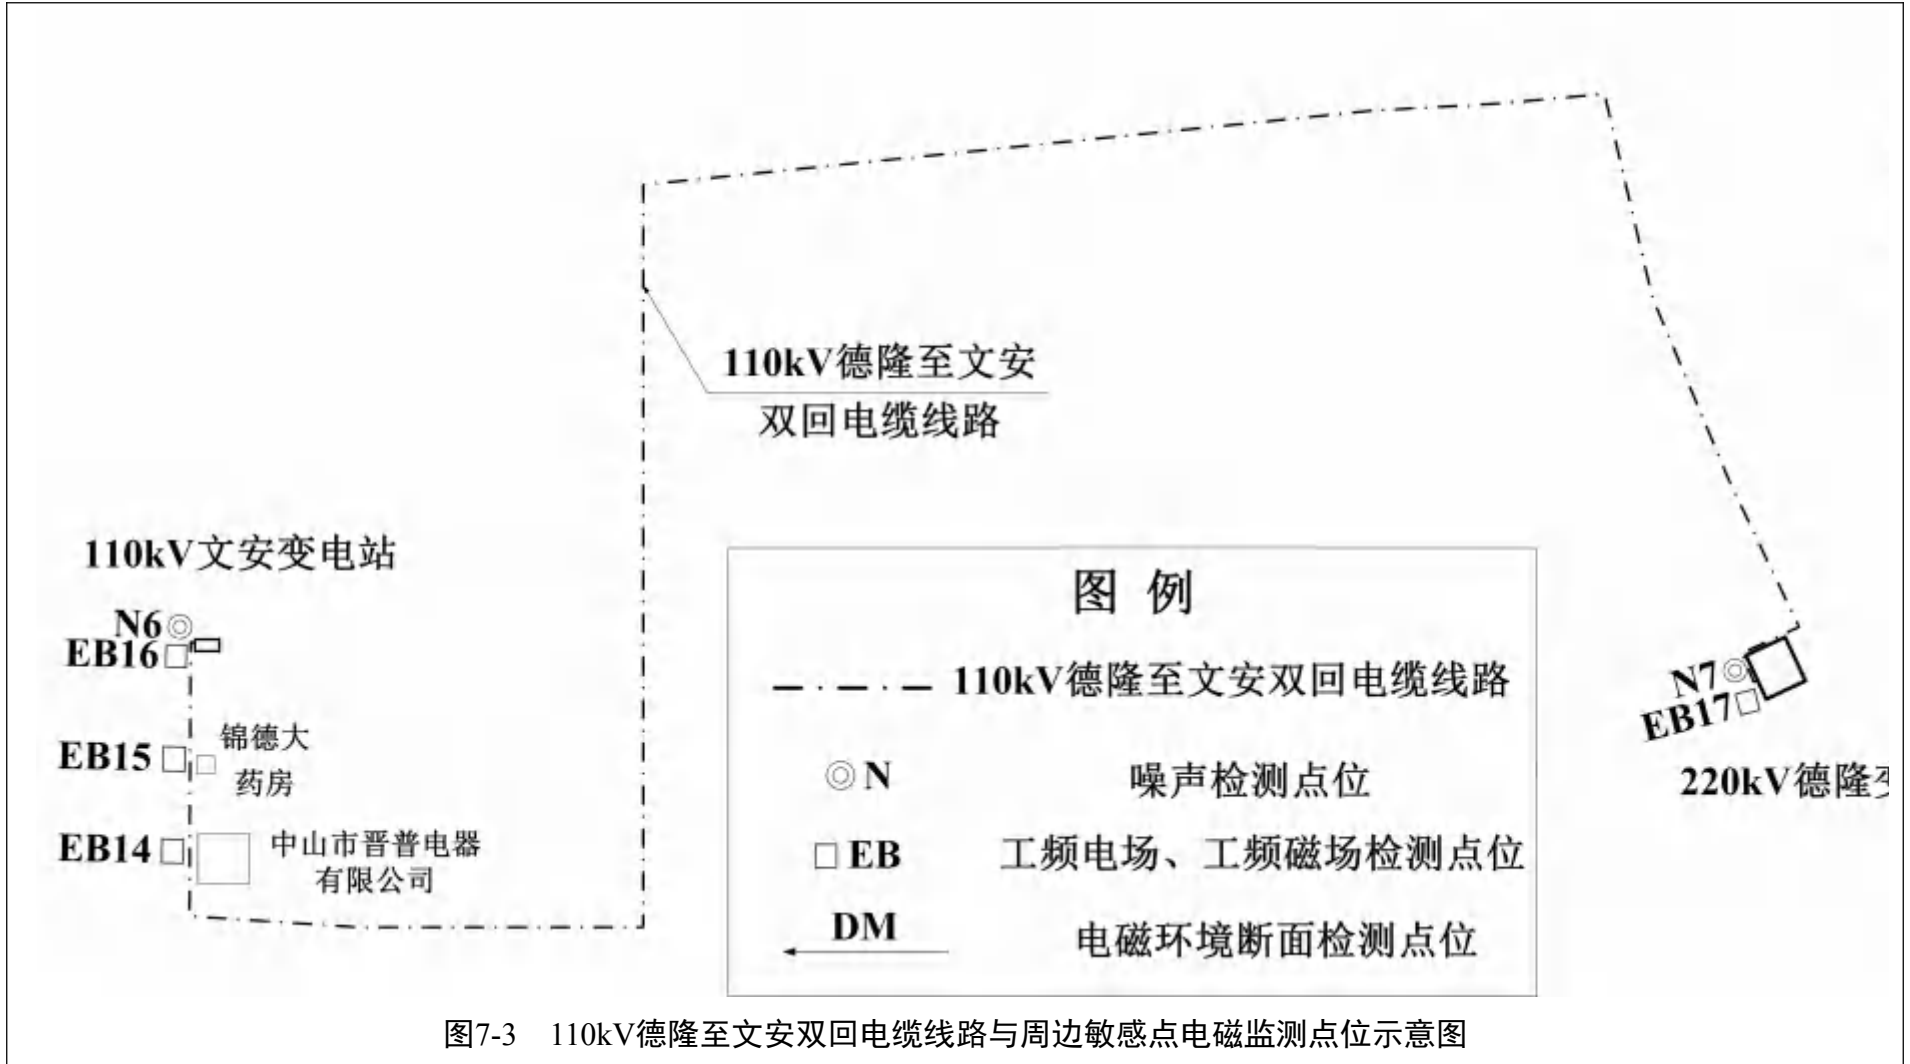 110kV德隆至文安
双回电缆线路
110kV文安变电站
N6
EB16
EB15
锦德大
药房
EB14
中山市晋普电器
有限公司
图 例
110kV德隆至文安双回电缆线路
N
噪声检测点位
EB
工频电场、工频磁场检测点位
DM
电磁环境断面检测点位
N7
EB17
220kV德隆
图7-3 110kV德隆至文安双回电缆线路与周边敏感点电磁监测点位示意图